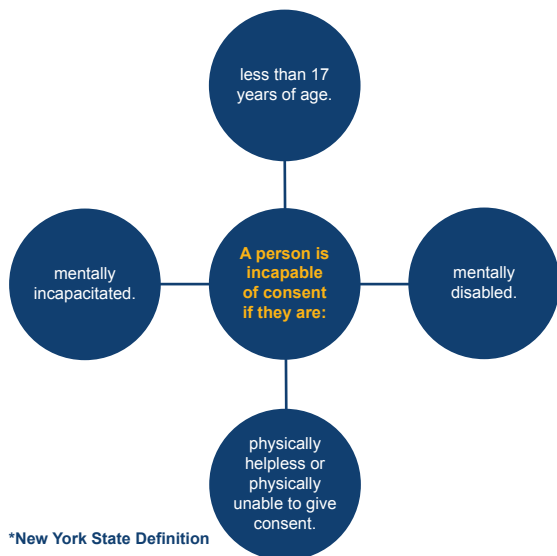 less than 17
years of age.
mentally
incapacitated.
A person is
incapable
of consent
if they are:
mentally
disabled.
physically
helpless or
physically
unable to give
consent.
*New York State Definition